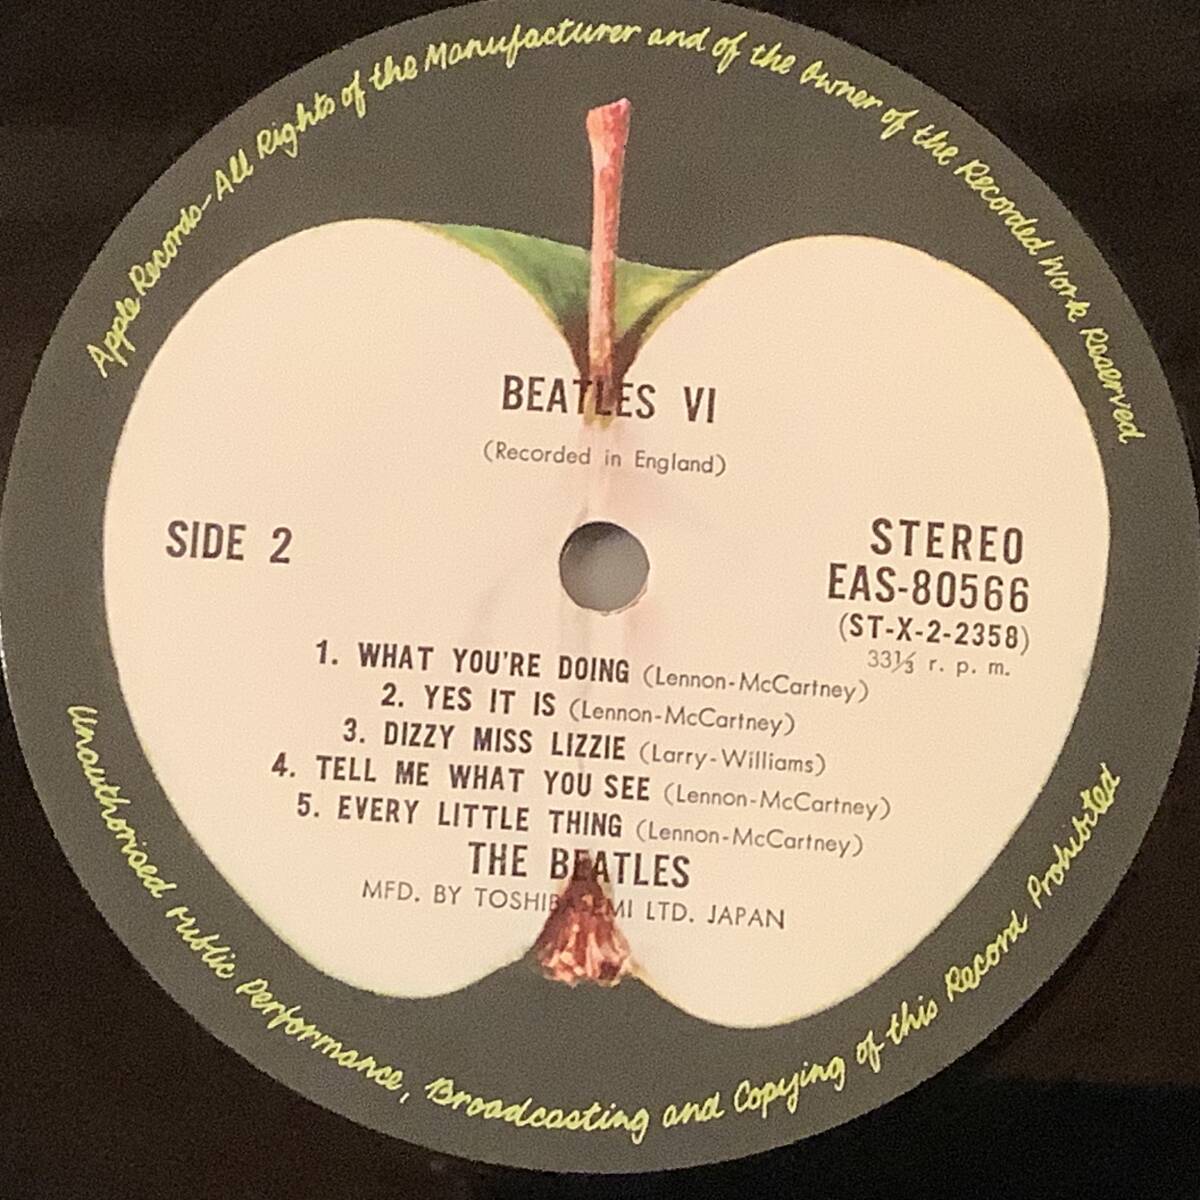 Apple Records-All Rights of the Manufacturer and of the Owner of the Recorded Work Reserved
BEATLES VI
(Recorded in England)
SIDE 2
STEREO
EAS-80566
(ST-X-2-2358)
33⅓ r. p. m.
1. WHAT YOU'RE DOING (Lennon-McCartney)
2. YES IT IS (Lennon-McCartney)
3. DIZZY MISS LIZZIE (Larry-Williams)
4. TELL ME WHAT YOU SEE (Lennon-McCartney)
5. EVERY LITTLE THING (Lennon-McCartney)
THE BEATLES
MFD. BY TOSHIBA-EMI LTD. JAPAN
Unauthorised Public Performance, Broadcasting and Copying of this Record Prohibited